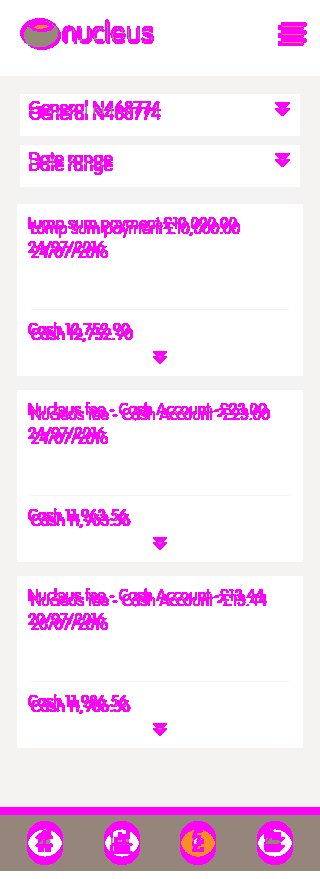 nucleus
General N468774
Date range
Lump sum payment £10,000.00
24/07/2016
Cash 12,752.90
Nucleus fee - Cash Account -£23.00
24/07/2016
Cash 11,963.56
Nucleus fee - Cash Account -£13.44
20/07/2016
Cash 11,986.56
£